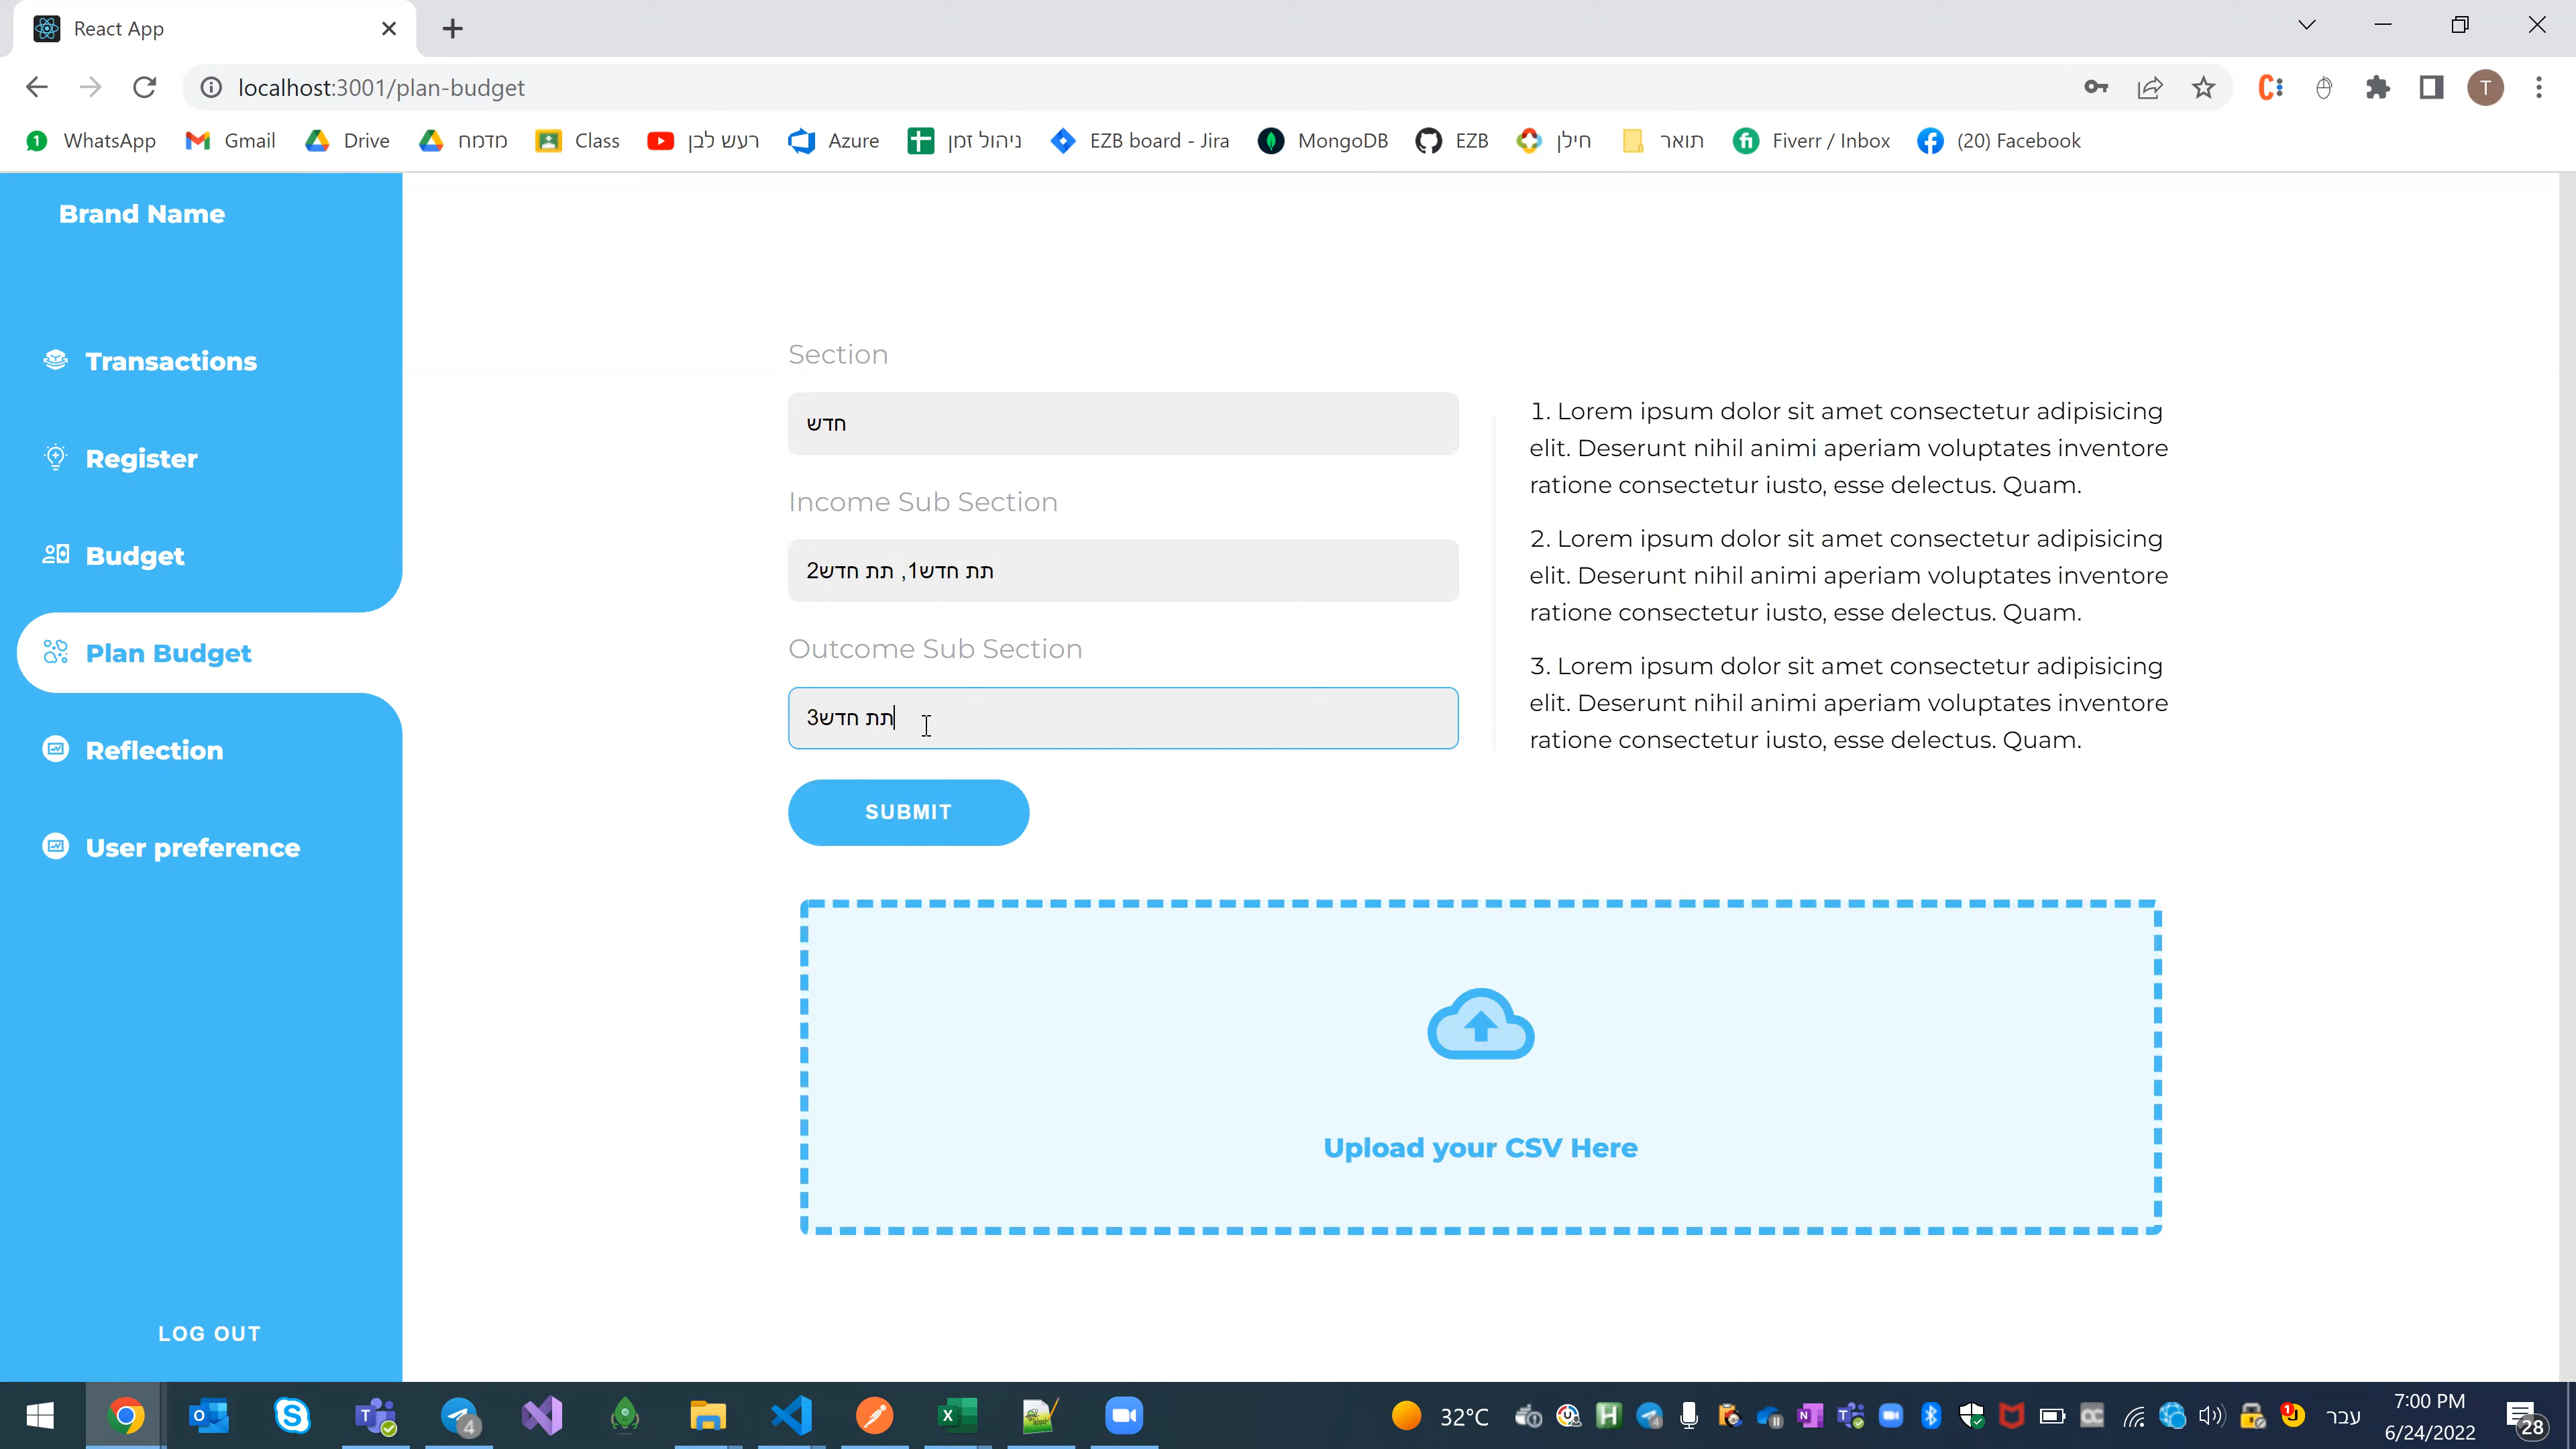 React App
localhost:3001/plan-budget
T
WhatsApp
Gmail
Drive
מדמח
Class
רעש לבן
Azure
ניהול זמן
EZB board - Jira
MongoDB
EZB
חילן
תואר
Fiverr / Inbox
(20) Facebook
Brand Name
Transactions
Register
Budget
Plan Budget
Reflection
User preference
LOG OUT
Section
חדש
Income Sub Section
תת חדש1, תת חדש2
Outcome Sub Section
תת חדש3
SUBMIT
1. Lorem ipsum dolor sit amet consectetur adipisicing
elit. Deserunt nihil animi aperiam voluptates inventore
ratione consectetur iusto, esse delectus. Quam.
2. Lorem ipsum dolor sit amet consectetur adipisicing
elit. Deserunt nihil animi aperiam voluptates inventore
ratione consectetur iusto, esse delectus. Quam.
3. Lorem ipsum dolor sit amet consectetur adipisicing
elit. Deserunt nihil animi aperiam voluptates inventore
ratione consectetur iusto, esse delectus. Quam.
Upload your CSV Here
32°C
עבר
7:00 PM
6/24/2022
28